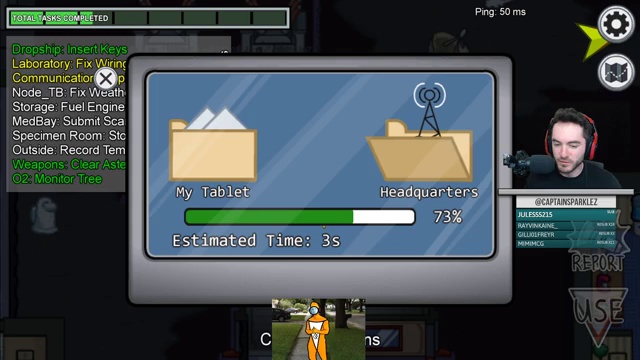 TOTAL TASKS COMPLETED
Ping: 50 ms
Dropship: Insert Keys
Laboratory: Fix Wiring
Communication
Node_TB: Fix Weath
Storage: Fuel Engine
MedBay: Submit Sca
Specimen Room: Sto
Outside: Record Tem
Weapons: Clear Aste
O2: Monitor Tree
My Tablet
Headquarters
73%
Estimated Time: 3s
@CAPTAINSPARKLEZ
JULESSS215
RAYVINKAINE_
GILLIG1FREYR
MIMIMCG
REPORT
USE